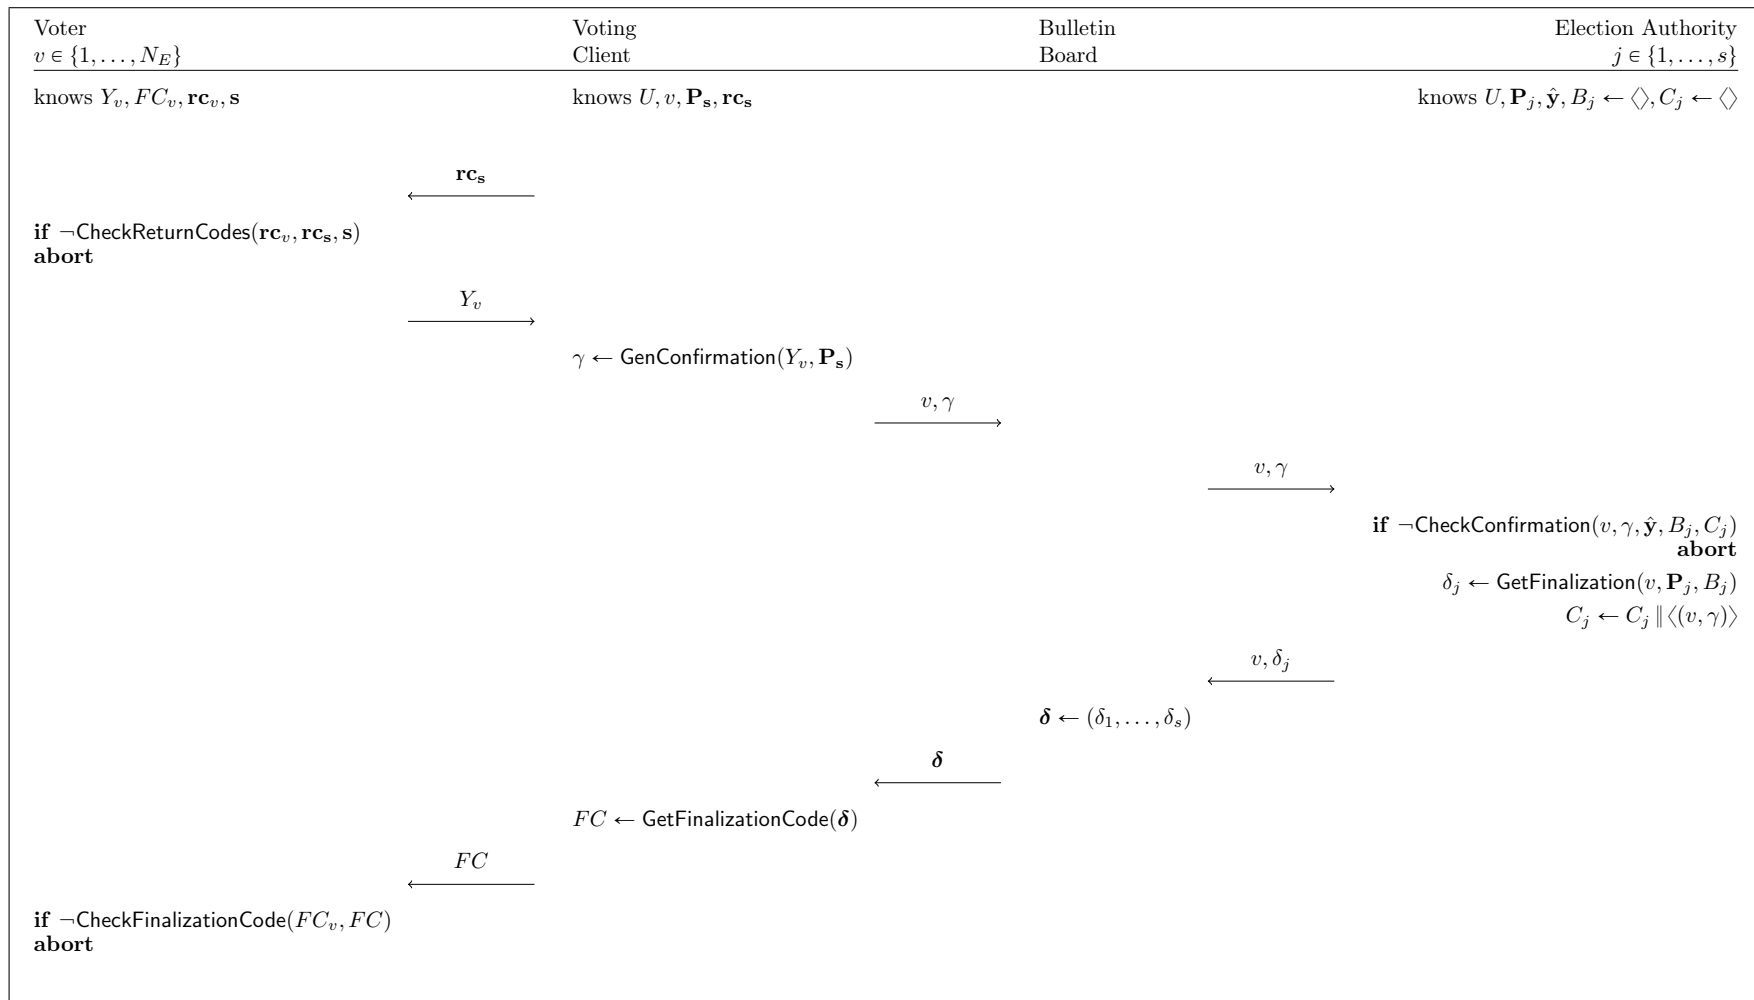 Voter Voting Bulletin Election Authority
v ∈ {1, . . . , N_E} Client Board j ∈ {1, . . . , s}
knows Y_v, FC_v, rc_v, s knows U, v, P_s, rc_s knows U, P_j, ŷ, B_j ← ⟨⟩, C_j ← ⟨⟩
rc_s
if ¬CheckReturnCodes(rc_v, rc_s, s)
abort
Y_v
γ ← GenConfirmation(Y_v, P_s)
v, γ
v, γ
if ¬CheckConfirmation(v, γ, ŷ, B_j, C_j)
abort
δ_j ← GetFinalization(v, P_j, B_j)
C_j ← C_j ∥ ⟨(v, γ)⟩
v, δ_j
δ ← (δ_1, . . . , δ_s)
δ
FC ← GetFinalizationCode(δ)
FC
if ¬CheckFinalizationCode(FC_v, FC)
abort